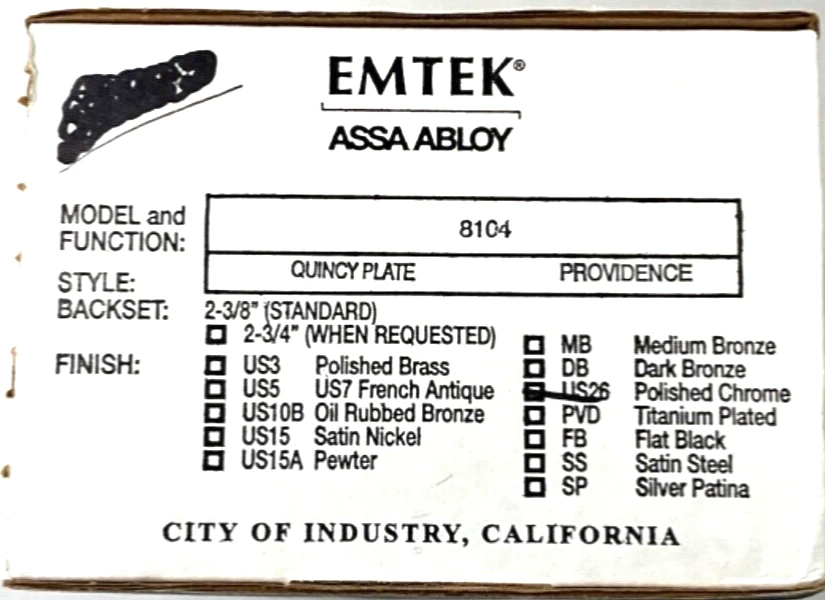 EMTEK®
ASSA ABLOY
MODEL and FUNCTION: 8104
STYLE: QUINCY PLATE PROVIDENCE
BACKSET: 2-3/8" (STANDARD)
2-3/4" (WHEN REQUESTED)
FINISH:
US3 Polished Brass
US5 US7 French Antique
US10B Oil Rubbed Bronze
US15 Satin Nickel
US15A Pewter
MB Medium Bronze
DB Dark Bronze
US26 Polished Chrome
PVD Titanium Plated
FB Flat Black
SS Satin Steel
SP Silver Patina
CITY OF INDUSTRY, CALIFORNIA